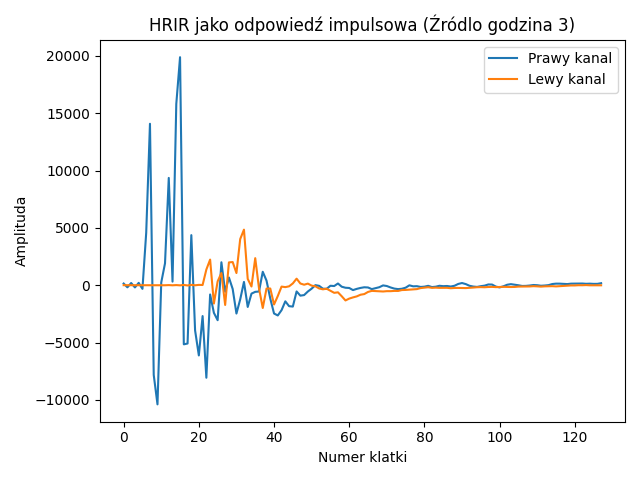 HRIR jako odpowiedź impulsowa (Źródlo godzina 3)
Prawy kanal
Lewy kanal
20000
15000
10000
5000
0
−5000
−10000
Amplituda
0 20 40 60 80 100 120
Numer klatki